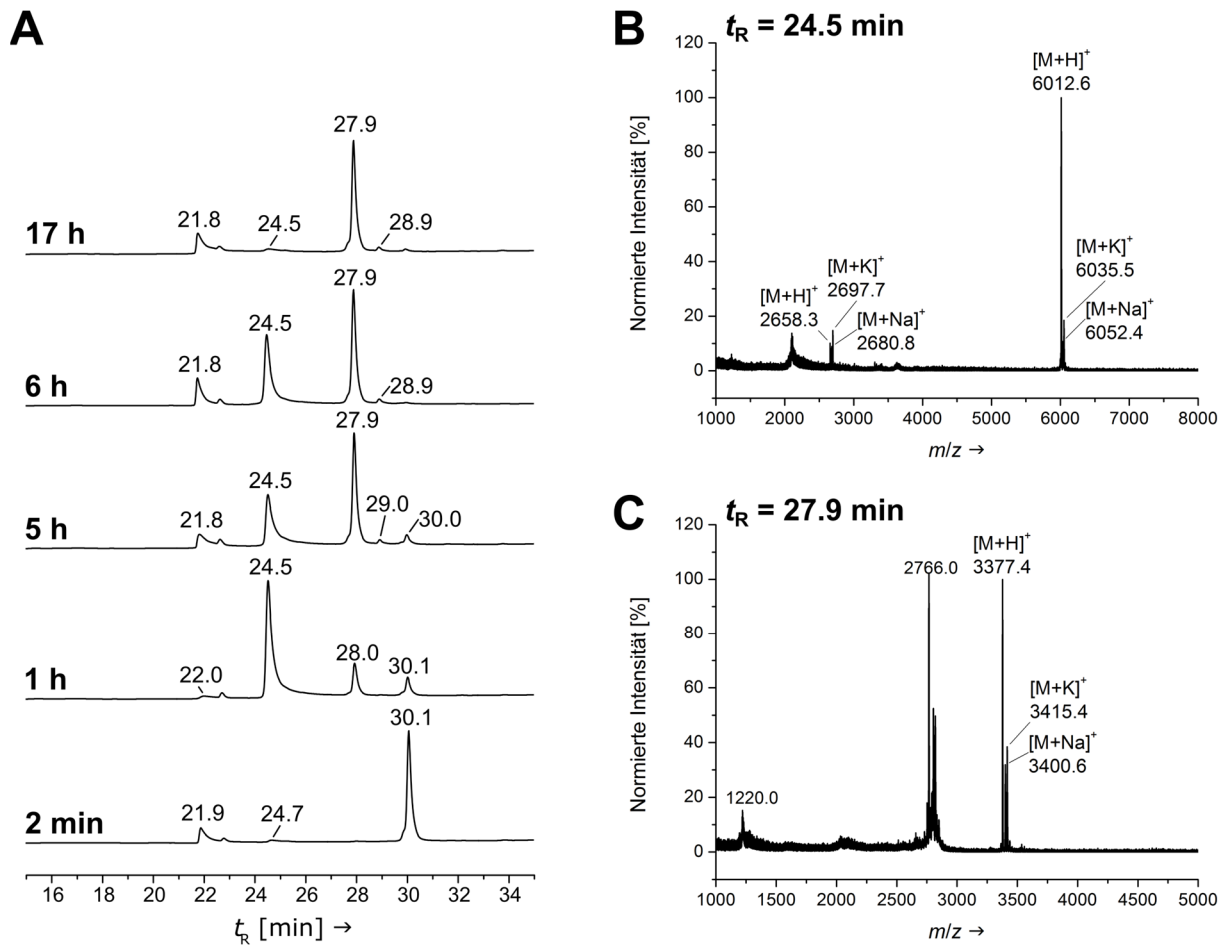 A
27.9
17 h
21.8
24.5
28.9
27.9
6 h
21.8
24.5
28.9
27.9
5 h
21.8
24.5
29.0
30.0
24.5
1 h
22.0
28.0
30.1
30.1
2 min
21.9
24.7
16 18 20 22 24 26 28 30 32 34
tR [min] →
B
tR = 24.5 min
Normierte Intensität [%]
120
100
80
60
40
20
0
[M+H]+
6012.6
[M+K]+
6035.5
[M+Na]+
6052.4
[M+H]+
2658.3
[M+K]+
2697.7
[M+Na]+
2680.8
1000 2000 3000 4000 5000 6000 7000 8000
m/z →
C
tR = 27.9 min
Normierte Intensität [%]
120
100
80
60
40
20
0
2766.0
[M+H]+
3377.4
[M+K]+
3415.4
[M+Na]+
3400.6
1220.0
1000 1500 2000 2500 3000 3500 4000 4500 5000
m/z →